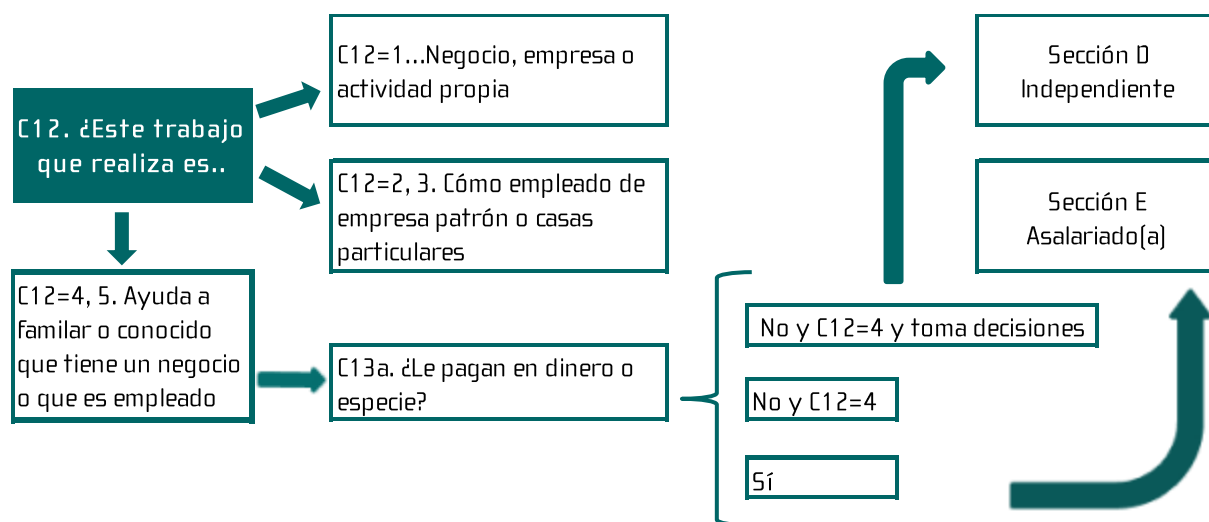 C12. ¿Este trabajo
que realiza es..
C12=1...Negocio, empresa o
actividad propia
C12=2, 3. Cómo empleado de
empresa patrón o casas
particulares
C12=4, 5. Ayuda a
familar o conocido
que tiene un negocio
o que es empleado
C13a. ¿Le pagan en dinero o
especie?
No y C12=4 y toma decisiones
No y C12=4
Sí
Sección D
Independiente
Sección E
Asalariado(a)